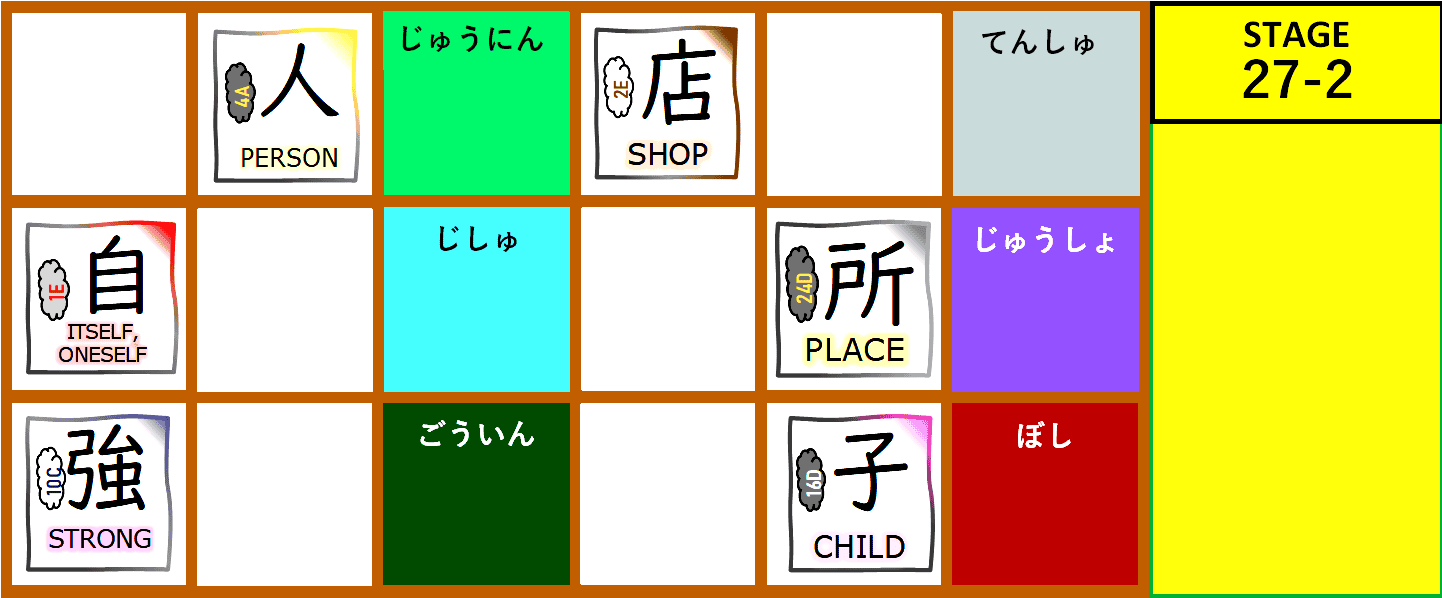 4A
人
PERSON
じゅうにん
2E
店
SHOP
てんしゅ
STAGE
27-2
1E
自
ITSELF,
ONESELF
じしゅ
24D
所
PLACE
じゅうしょ
10C
強
STRONG
ごういん
16D
子
CHILD
ぼし